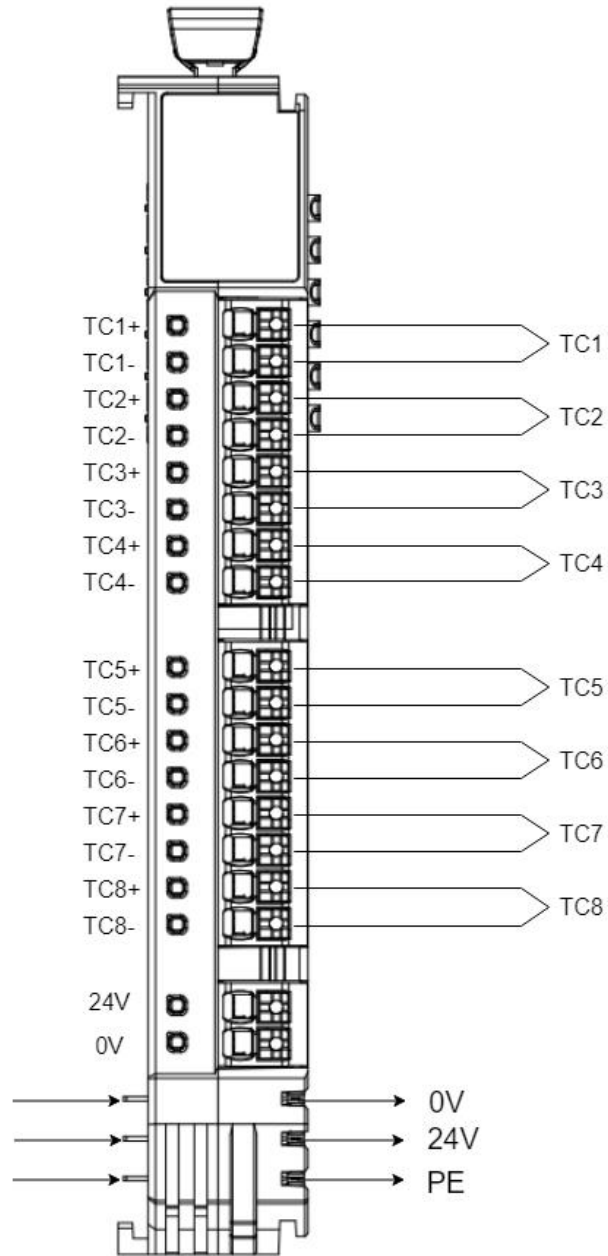 TC1+
TC1-
TC1
TC2+
TC2-
TC2
TC3+
TC3-
TC3
TC4+
TC4-
TC4
TC5+
TC5-
TC5
TC6+
TC6-
TC6
TC7+
TC7-
TC7
TC8+
TC8-
TC8
24V
0V
0V
24V
PE